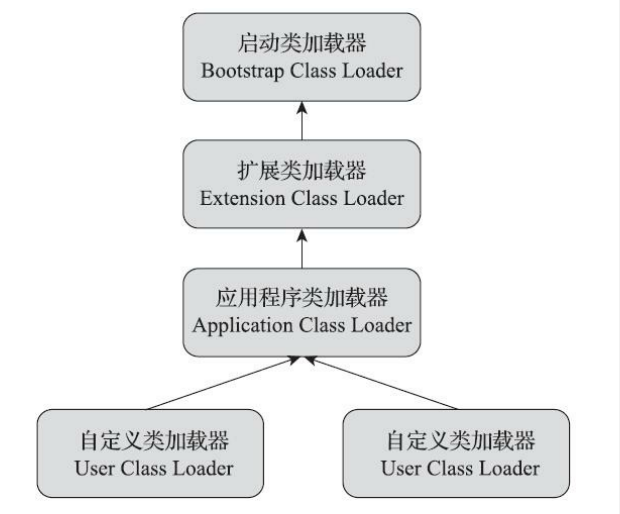 启动类加载器
Bootstrap Class Loader
扩展类加载器
Extension Class Loader
应用程序类加载器
Application Class Loader
自定义类加载器
User Class Loader
自定义类加载器
User Class Loader